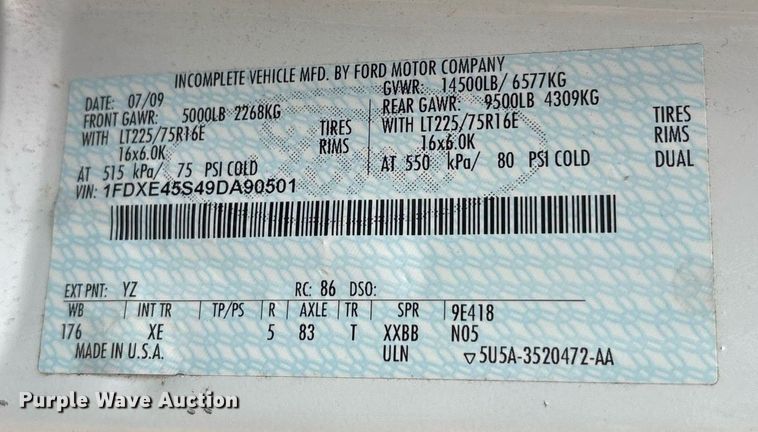 INCOMPLETE VEHICLE MFD. BY FORD MOTOR COMPANY
DATE: 07/09 GVWR: 14500LB/ 6577KG
FRONT GAWR: 5000LB 2268KG REAR GAWR: 9500LB 4309KG
WITH LT225/75R16E TIRES WITH LT225/75R16E TIRES
16x6.0K RIMS 16x6.0K RIMS
AT 515 kPa/ 75 PSI COLD AT 550 kPa/ 80 PSI COLD DUAL
VIN: 1FDXE45S49DA90501
EXT PNT: YZ RC: 86 DSO:
WB INT TR TP/PS R AXLE TR SPR 9E418
176 XE 5 83 T XXBB N05
MADE IN U.S.A. ULN ▽5U5A-3520472-AA
Purple Wave Auction